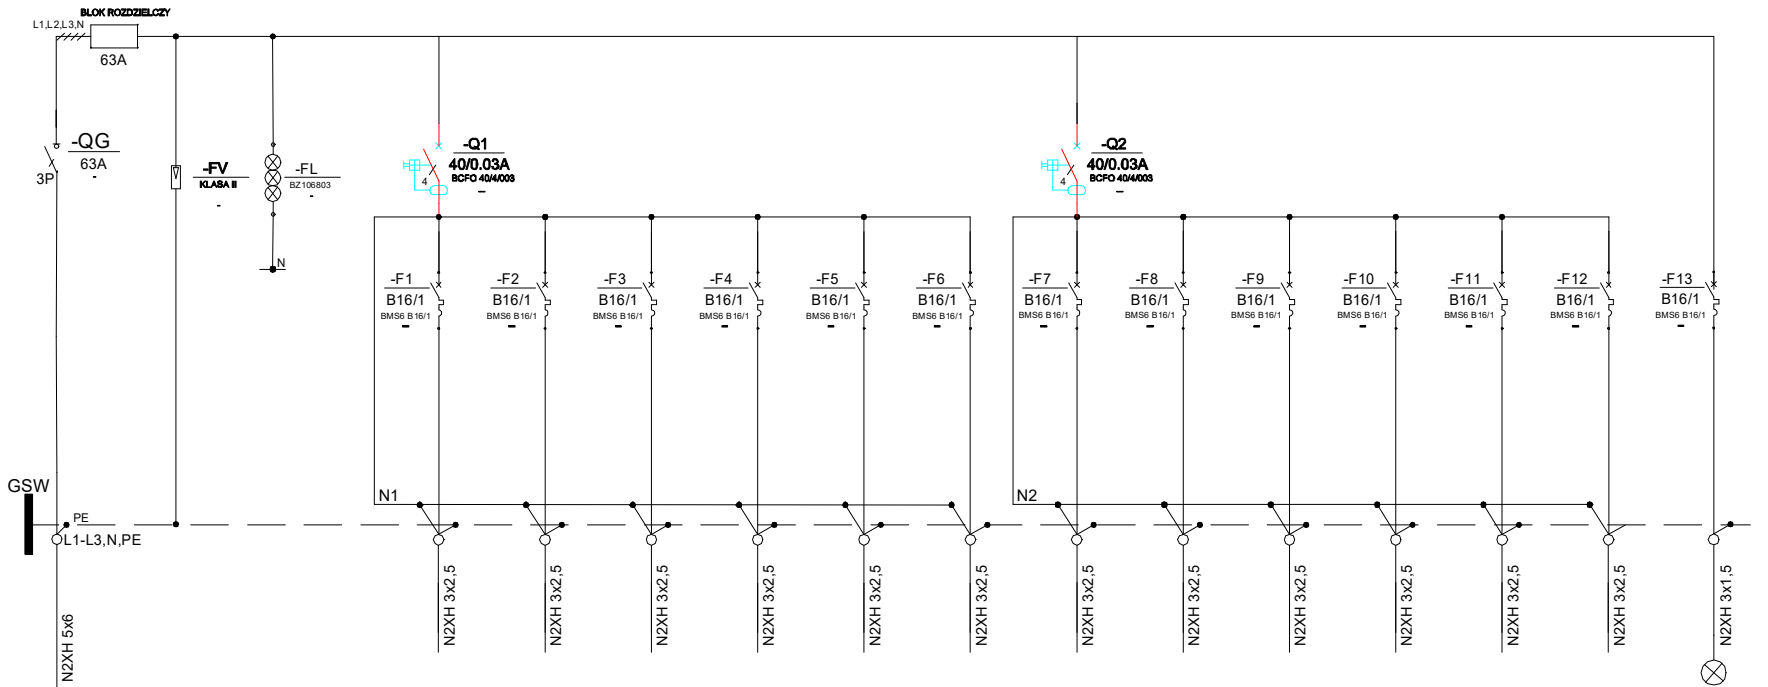 BLOK ROZDZIELCZY
L1,L2,L3,N
63A
-QG
63A
-
3P
-FV
KLASA II
-
-FL
BZ106803
-
N
-Q1
40/0.03A
BCFO 40/4/003
-
4
-Q2
40/0.03A
BCFO 40/4/003
-
4
-F1
B16/1
BMS6 B16/1
-
-F2
B16/1
BMS6 B16/1
-
-F3
B16/1
BMS6 B16/1
-
-F4
B16/1
BMS6 B16/1
-
-F5
B16/1
BMS6 B16/1
-
-F6
B16/1
BMS6 B16/1
-
-F7
B16/1
BMS6 B16/1
-
-F8
B16/1
BMS6 B16/1
-
-F9
B16/1
BMS6 B16/1
-
-F10
B16/1
BMS6 B16/1
-
-F11
B16/1
BMS6 B16/1
-
-F12
B16/1
BMS6 B16/1
-
-F13
B16/1
BMS6 B16/1
-
GSW
PE
L1-L3,N,PE
N1
N2
N2XH 5x6
N2XH 3x2,5
N2XH 3x2,5
N2XH 3x2,5
N2XH 3x2,5
N2XH 3x2,5
N2XH 3x2,5
N2XH 3x2,5
N2XH 3x2,5
N2XH 3x2,5
N2XH 3x2,5
N2XH 3x2,5
N2XH 3x2,5
N2XH 3x1,5